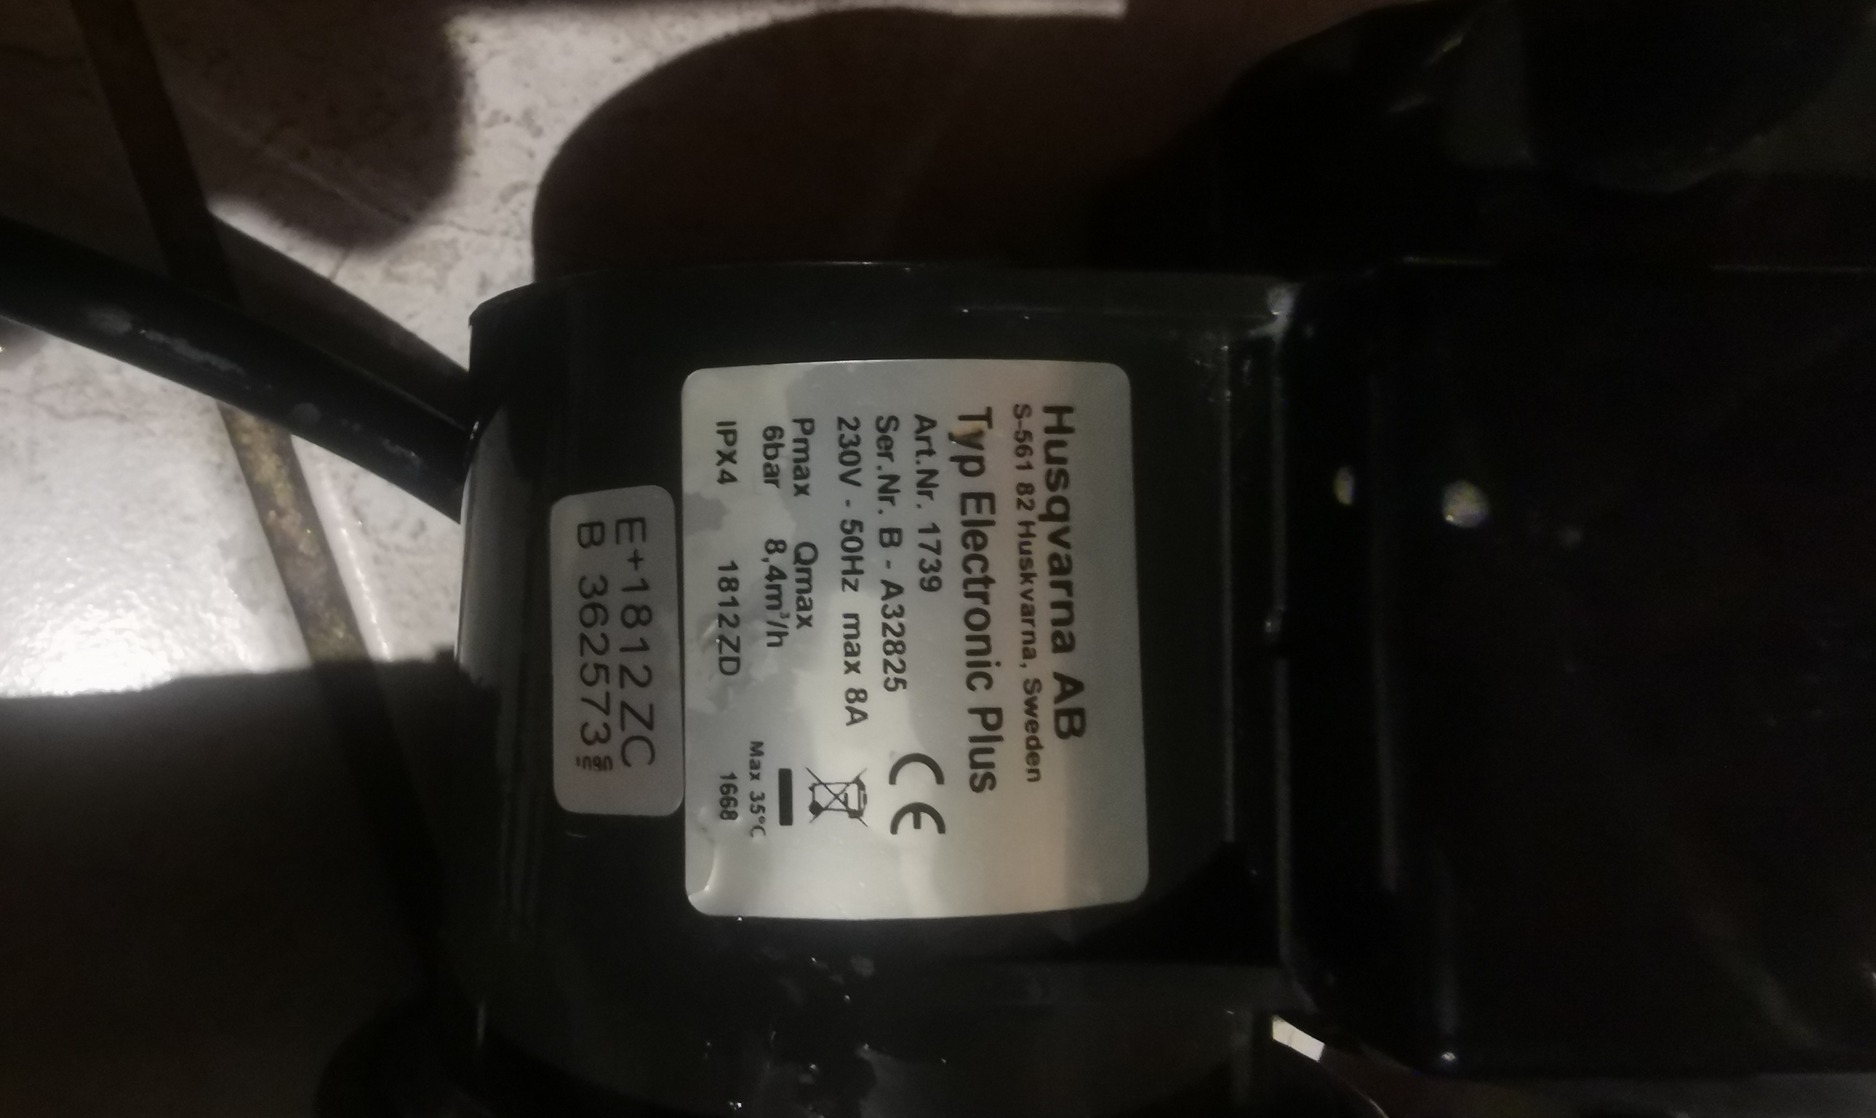 Husqvarna AB
S-561 82 Huskvarna, Sweden
Typ Electronic Plus
Art.Nr. 1739
Ser.Nr. B - A32825
230V - 50Hz max 8A
CE
Pmax Qmax
6bar 8,4m³/h
Max 35°C
IPX4 1812ZD 1668
E+1812ZC
B 362573